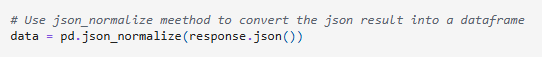 # Use json_normalize meethod to convert the json result into a dataframe
data = pd.json_normalize(response.json())